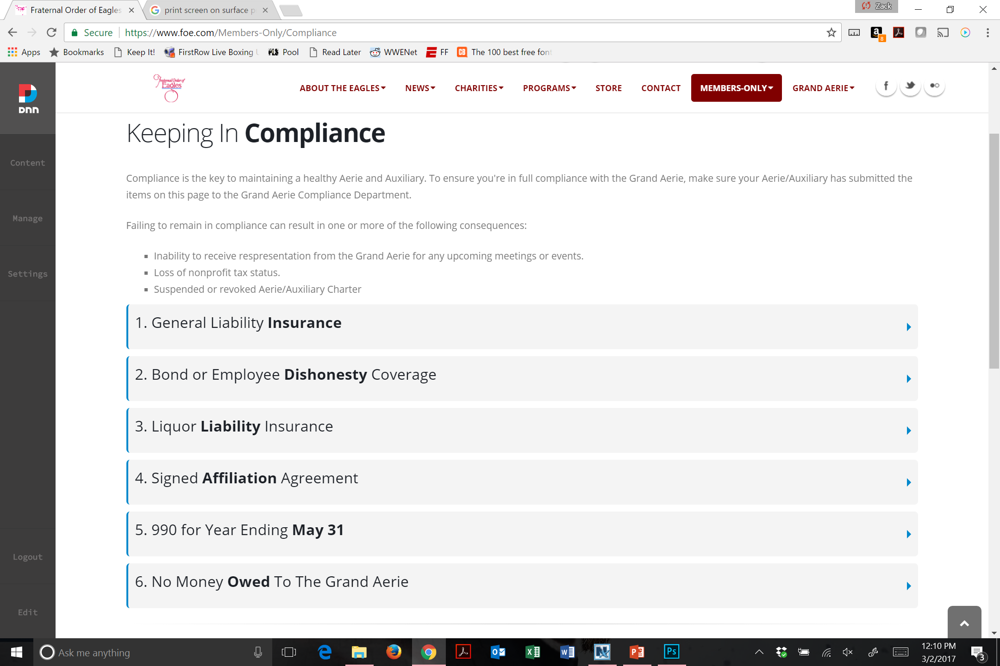 Fraternal Order of Eagles
print screen on surface p
Zack
Secure
https://www.foe.com/Members-Only/Compliance
8
Apps
Bookmarks
Keep It!
FirstRow Live Boxing
Pool
Read Later
WWENet
FF
The 100 best free font
DNN
Fraternal Order of
Eagles
ABOUT THE EAGLES
NEWS
CHARITIES
PROGRAMS
STORE
CONTACT
MEMBERS-ONLY
GRAND AERIE
Content
Manage
Settings
Logout
Edit
Keeping In Compliance
Compliance is the key to maintaining a healthy Aerie and Auxiliary. To ensure you're in full compliance with the Grand Aerie, make sure your Aerie/Auxiliary has submitted the
items on this page to the Grand Aerie Compliance Department.
Failing to remain in compliance can result in one or more of the following consequences:
Inability to receive respresentation from the Grand Aerie for any upcoming meetings or events.
Loss of nonprofit tax status.
Suspended or revoked Aerie/Auxiliary Charter
1. General Liability Insurance
2. Bond or Employee Dishonesty Coverage
3. Liquor Liability Insurance
4. Signed Affiliation Agreement
5. 990 for Year Ending May 31
6. No Money Owed To The Grand Aerie
Ask me anything
Ps
12:10 PM
3/2/2017
3